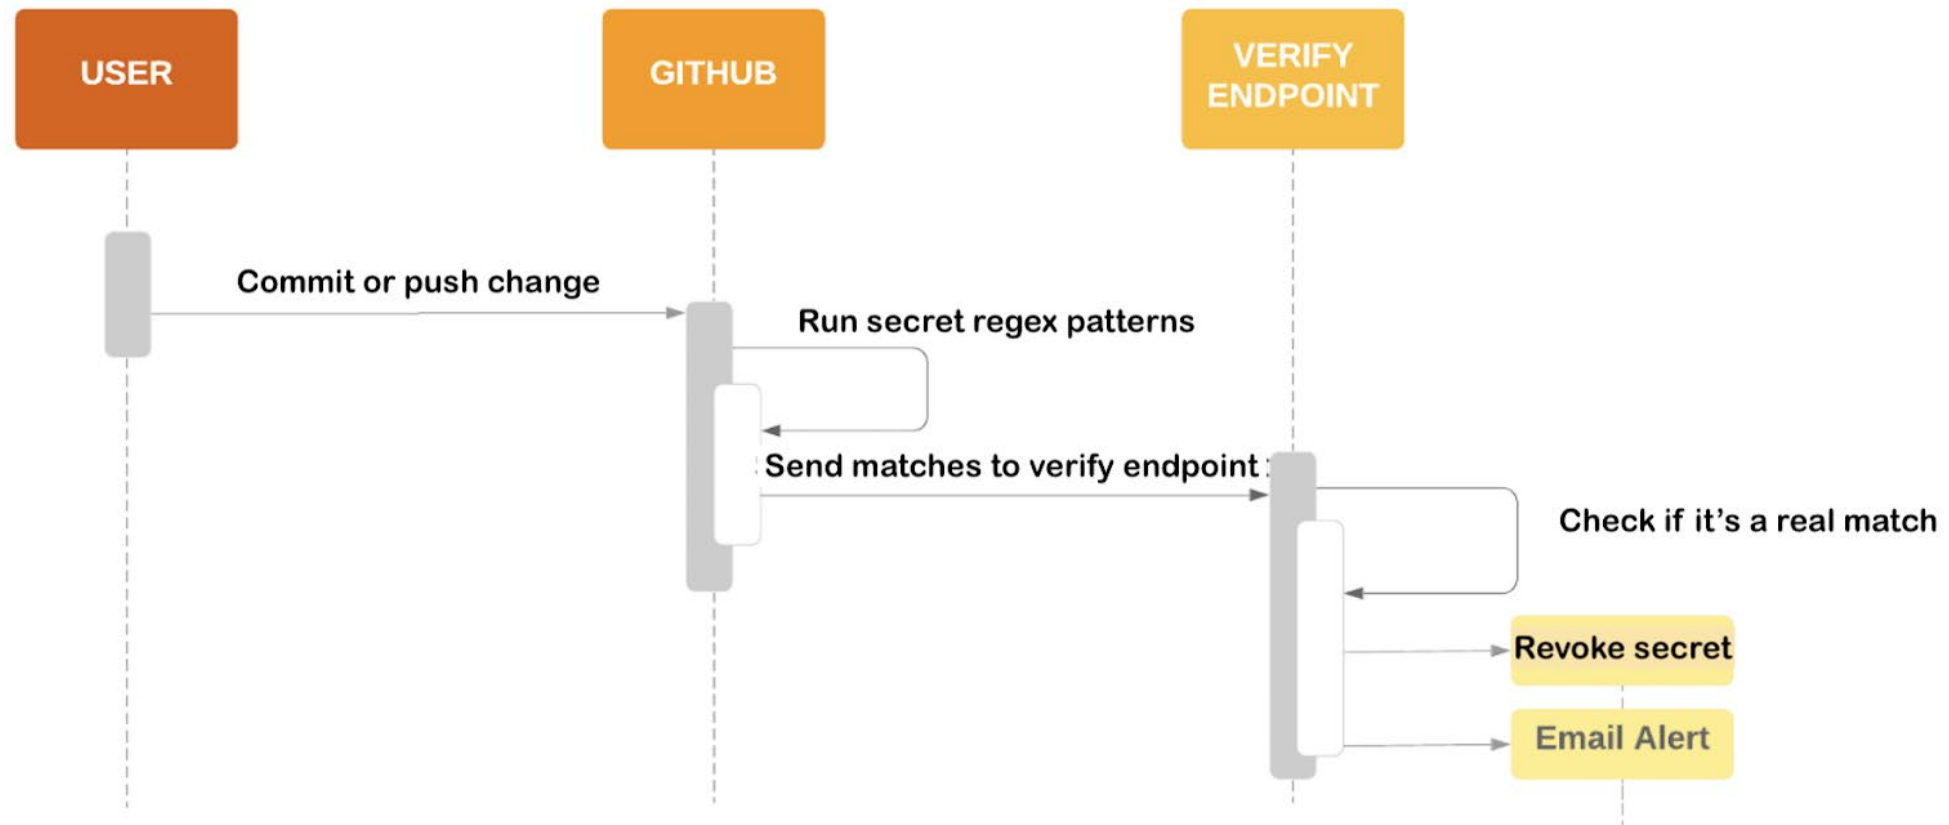 USER
GITHUB
VERIFY
ENDPOINT
Commit or push change
Run secret regex patterns
Send matches to verify endpoint
Check if it’s a real match
Revoke secret
Email Alert